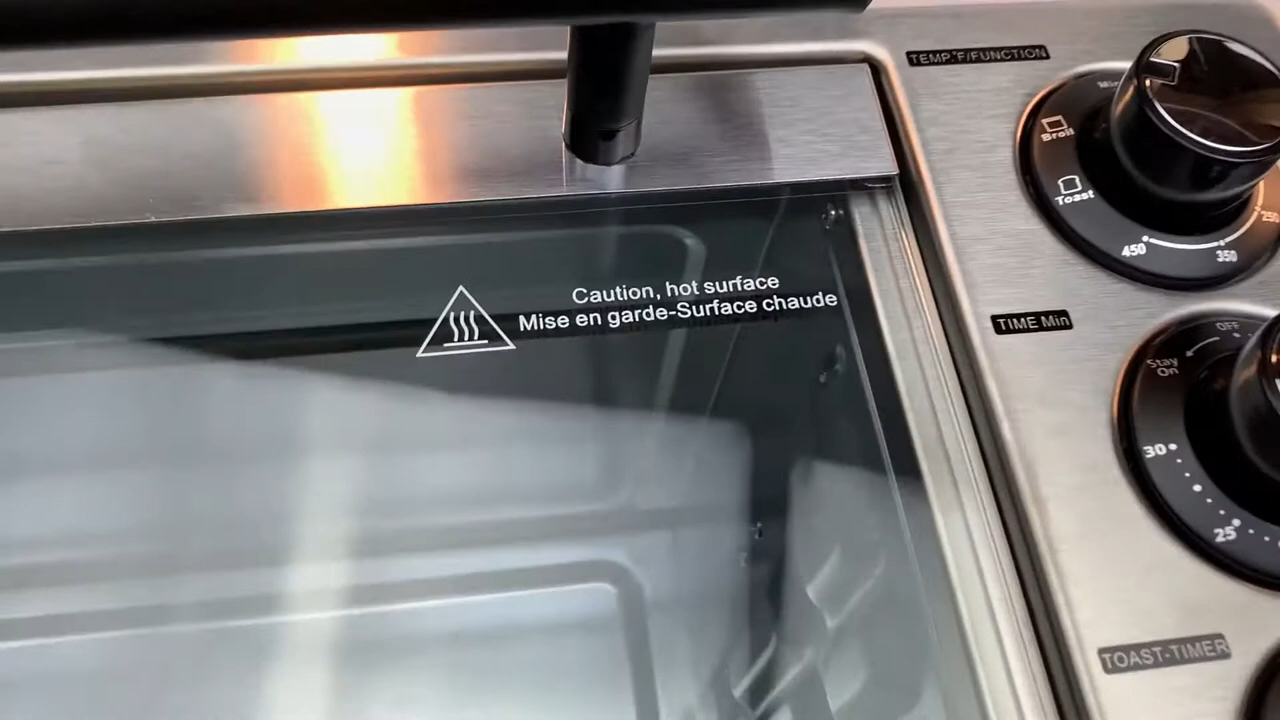 TEMP.°F/FUNCTION
Broil
Toast
450
350
250
Caution, hot surface
Mise en garde-Surface chaude
TIME Min
OFF
Stay
On
30
25
TOAST-TIMER